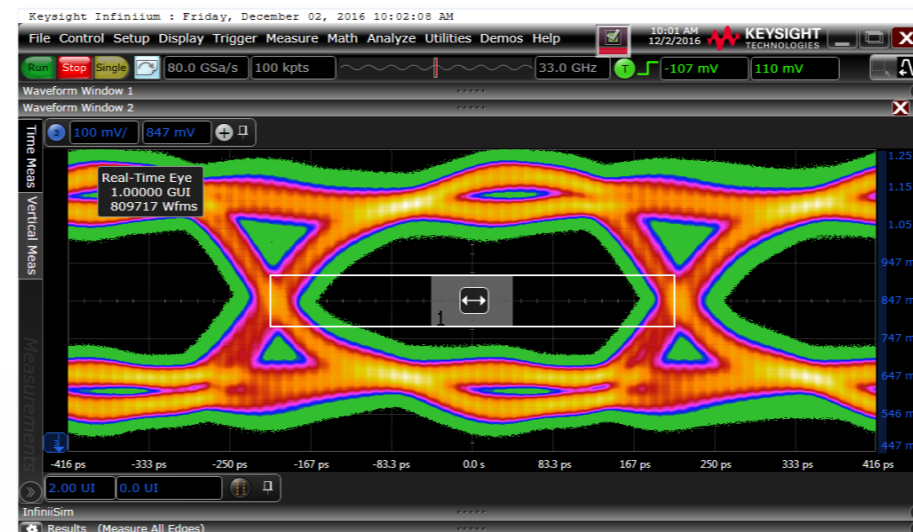 Keysight Infiniium : Friday, December 02, 2016 10:02:08 AM
File Control Setup Display Trigger Measure Math Analyze Utilities Demos Help
10:01 AM
12/2/2016
KEYSIGHT
TECHNOLOGIES
Run Stop Single 80.0 GSa/s 100 kpts 33.0 GHz T -107 mV 110 mV
Waveform Window 1
Waveform Window 2
3 100 mV/ 847 mV
Time Meas
Vertical Meas
Measurements
Real-Time Eye
1.00000 GUI
809717 Wfms
1.25
1.15
1.05
947 m
847 m
747 m
647 m
546 m
447 m
1
-416 ps -333 ps -250 ps -167 ps -83.3 ps 0.0 s 83.3 ps 167 ps 250 ps 333 ps 416 ps
2.00 UI 0.0 UI
InfiniiSim
Results (Measure All Edges)